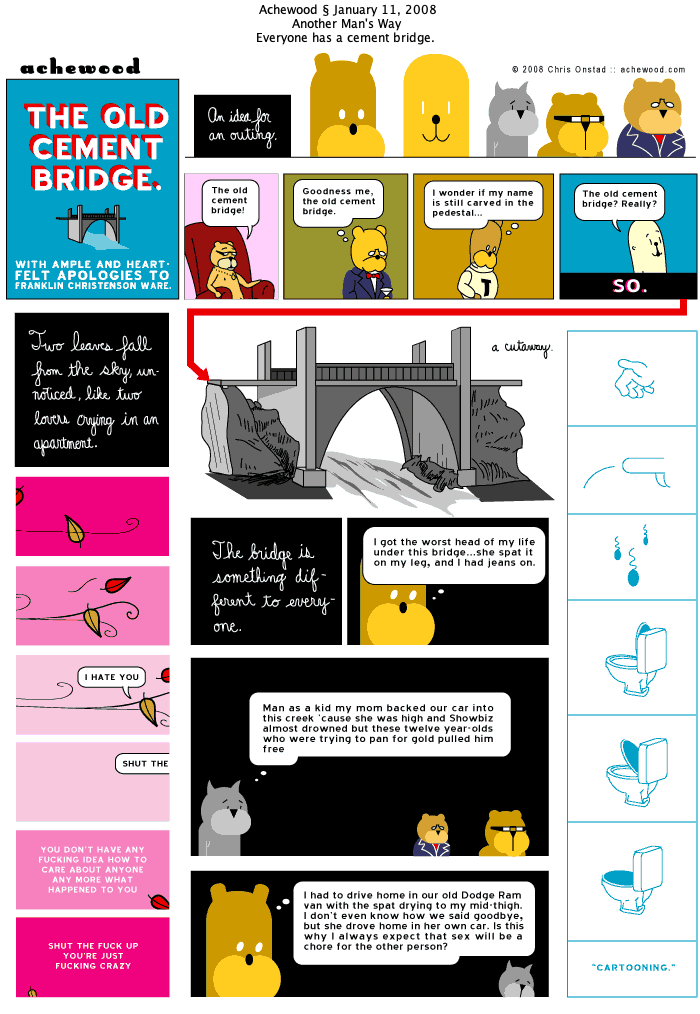 Achewood § January 11, 2008
Another Man's Way
Everyone has a cement bridge.
achewood
© 2008 Chris Onstad :: achewood.com
THE OLD
CEMENT
BRIDGE.
WITH AMPLE AND HEART-
FELT APOLOGIES TO
FRANKLIN CHRISTENSON WARE.
An idea for
an outing.
The old
cement
bridge!
Goodness me,
the old cement
bridge.
I wonder if my name
is still carved in the
pedestal...
T
The old cement
bridge? Really?
SO.
Two leaves fall
from the sky, un-
noticed, like two
lovers crying in an
apartment.
a cutaway.
I HATE YOU
SHUT THE
YOU DON'T HAVE ANY
FUCKING IDEA HOW TO
CARE ABOUT ANYONE
ANY MORE WHAT
HAPPENED TO YOU
SHUT THE FUCK UP
YOU'RE JUST
FUCKING CRAZY
The bridge is
something dif-
ferent to every-
one.
I got the worst head of my life
under this bridge...she spat it
on my leg, and I had jeans on.
Man as a kid my mom backed our car into
this creek 'cause she was high and Showbiz
almost drowned but these twelve year-olds
who were trying to pan for gold pulled him
free
I had to drive home in our old Dodge Ram
van with the spat drying to my mid-thigh.
I don't even know how we said goodbye,
but she drove home in her own car. Is this
why I always expect that sex will be a
chore for the other person?
"CARTOONING."